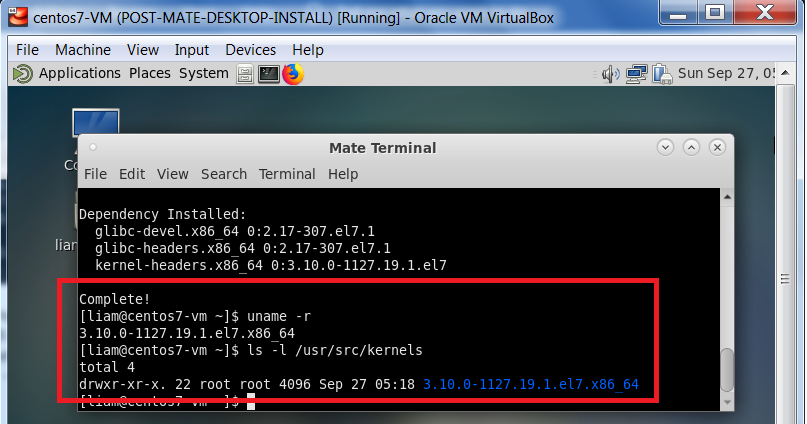 centos7-VM (POST-MATE-DESKTOP-INSTALL) [Running] - Oracle VM VirtualBox
File Machine View Input Devices Help
Applications Places System Sun Sep 27, 05
Mate Terminal
File Edit View Search Terminal Help
Dependency Installed:
glibc-devel.x86_64 0:2.17-307.el7.1
glibc-headers.x86_64 0:2.17-307.el7.1
kernel-headers.x86_64 0:3.10.0-1127.19.1.el7
Complete!
[liam@centos7-vm ~]$ uname -r
3.10.0-1127.19.1.el7.x86_64
[liam@centos7-vm ~]$ ls -l /usr/src/kernels
total 4
drwxr-xr-x. 22 root root 4096 Sep 27 05:18 3.10.0-1127.19.1.el7.x86_64
[liam@centos7-vm ~]$